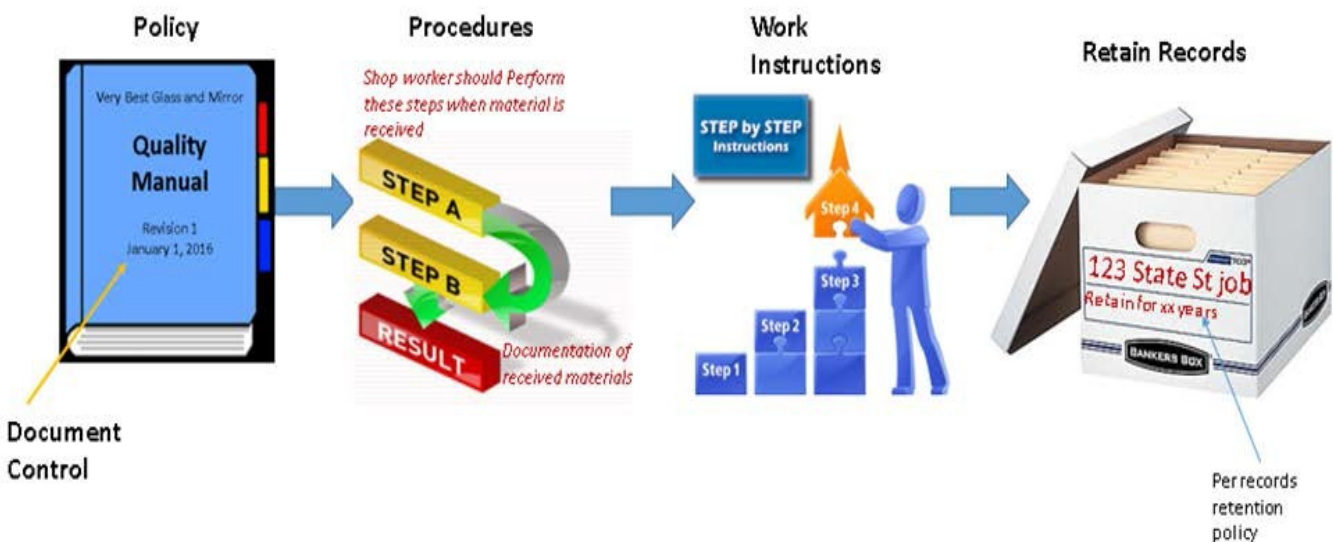 Policy
Very Best Glass and Mirror
Quality
Manual
Revision 1
January 1, 2016
Document
Control
Procedures
Shop worker should Perform
these steps when material is
received
STEP A
STEP B
RESULT
Documentation of
received materials
Work
Instructions
STEP by STEP
Instructions
Step 1
Step 2
Step 3
Step 4
Retain Records
123 State St job
Retain for xx years
BANKERS BOX
Per records
retention
policy